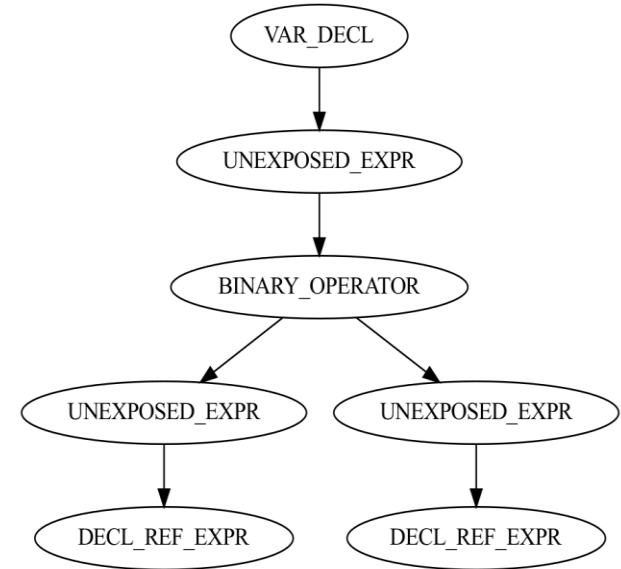 VAR_DECL
UNEXPOSED_EXPR
BINARY_OPERATOR
UNEXPOSED_EXPR
UNEXPOSED_EXPR
DECL_REF_EXPR
DECL_REF_EXPR